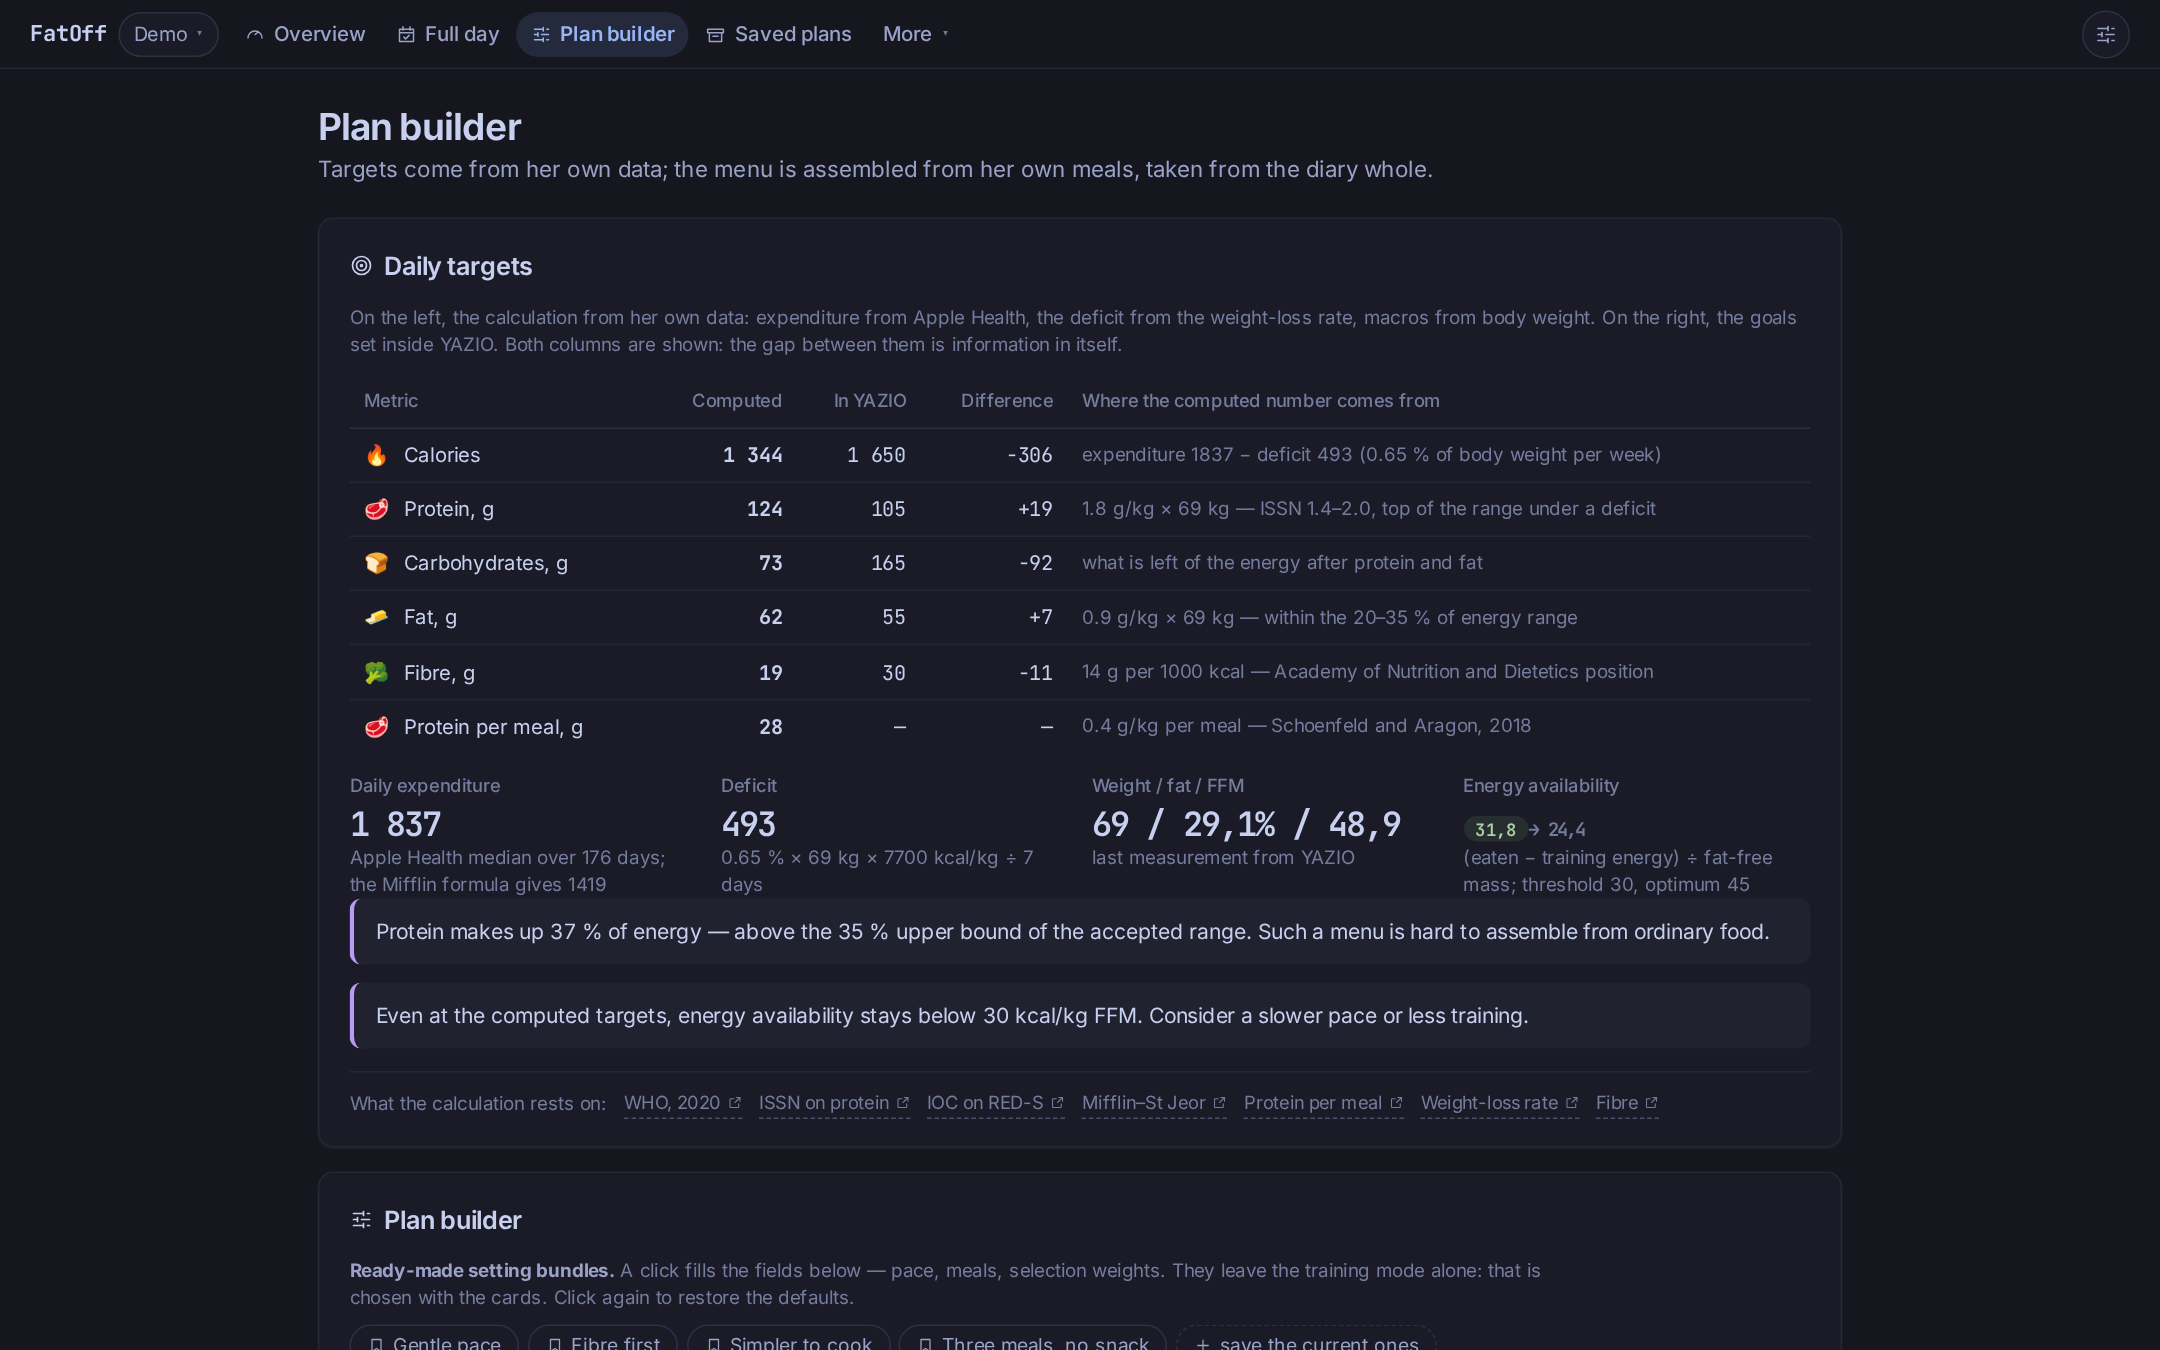 FatOff Demo Overview Full day Plan builder Saved plans More
Plan builder
Targets come from her own data; the menu is assembled from her own meals, taken from the diary whole.
Daily targets
On the left, the calculation from her own data: expenditure from Apple Health, the deficit from the weight-loss rate, macros from body weight. On the right, the goals
set inside YAZIO. Both columns are shown: the gap between them is information in itself.
Metric Computed In YAZIO Difference Where the computed number comes from
Calories 1 344 1 650 -306 expenditure 1837 − deficit 493 (0.65 % of body weight per week)
Protein, g 124 105 +19 1.8 g/kg × 69 kg — ISSN 1.4–2.0, top of the range under a deficit
Carbohydrates, g 73 165 -92 what is left of the energy after protein and fat
Fat, g 62 55 +7 0.9 g/kg × 69 kg — within the 20–35 % of energy range
Fibre, g 19 30 -11 14 g per 1000 kcal — Academy of Nutrition and Dietetics position
Protein per meal, g 28 — — 0.4 g/kg per meal — Schoenfeld and Aragon, 2018
Daily expenditure Deficit Weight / fat / FFM Energy availability
1 837 493 69 / 29,1% / 48,9 31,8 → 24,4
Apple Health median over 176 days; 0.65 % × 69 kg × 7700 kcal/kg ÷ 7 last measurement from YAZIO (eaten − training energy) ÷ fat-free
the Mifflin formula gives 1419 days mass; threshold 30, optimum 45
Protein makes up 37 % of energy — above the 35 % upper bound of the accepted range. Such a menu is hard to assemble from ordinary food.
Even at the computed targets, energy availability stays below 30 kcal/kg FFM. Consider a slower pace or less training.
What the calculation rests on: WHO, 2020 ISSN on protein IOC on RED-S Mifflin–St Jeor Protein per meal Weight-loss rate Fibre
Plan builder
Ready-made setting bundles. A click fills the fields below — pace, meals, selection weights. They leave the training mode alone: that is
chosen with the cards. Click again to restore the defaults.
Gentle pace Fibre first Simpler to cook Three meals, no snack + save the current ones